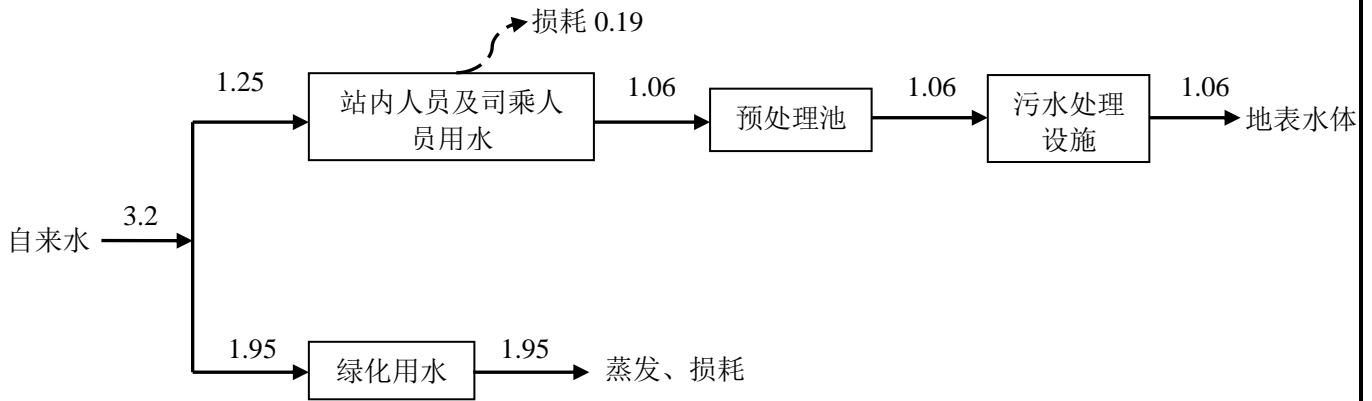 损耗 0.19
1.25
站内人员及司乘人
员用水
1.06
预处理池
1.06
污水处理
设施
1.06
地表水体
自来水
3.2
1.95
绿化用水
1.95
蒸发、损耗